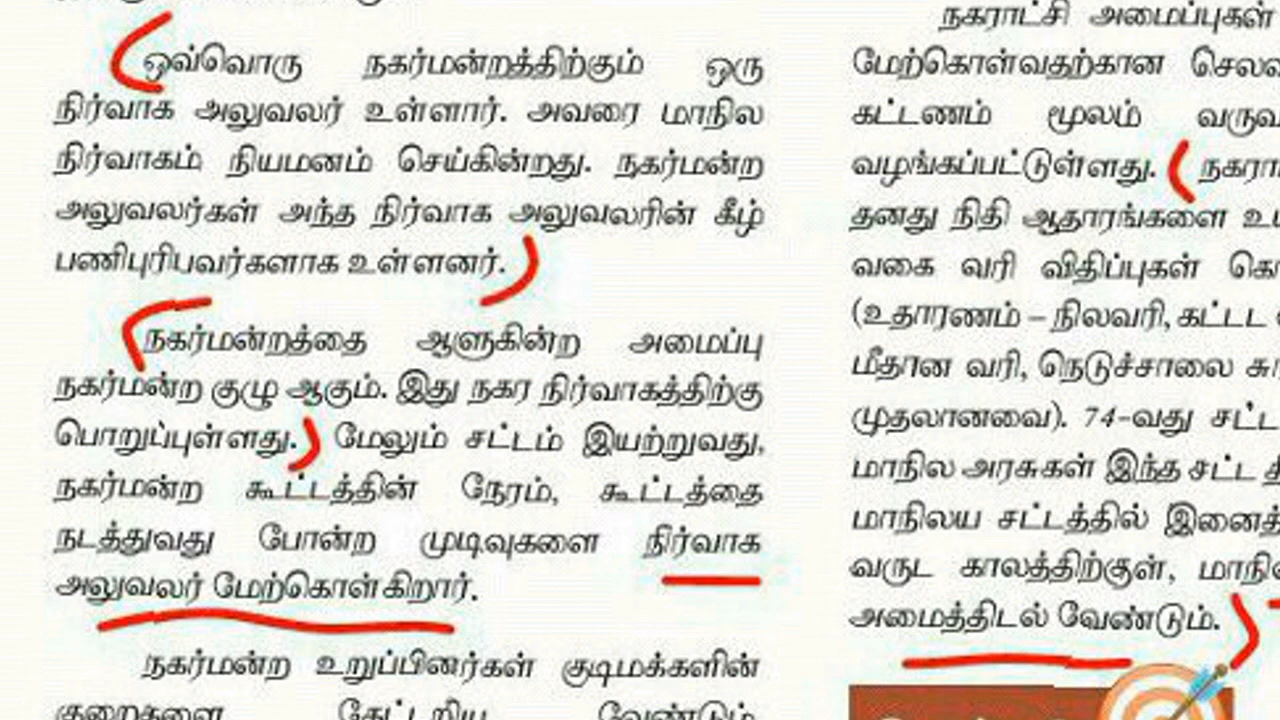 ஒவ்வொரு நகர்மன்றத்திற்கும் ஒரு
நிர்வாக அலுவலர் உள்ளார். அவரை மாநில
நிர்வாகம் நியமனம் செய்கின்றது. நகர்மன்ற
அலுவலர்கள் அந்த நிர்வாக அலுவலரின் கீழ்
பணிபுரிபவர்களாக உள்ளனர்.
நகர்மன்றத்தை ஆளுகின்ற அமைப்பு
நகர்மன்ற குழு ஆகும். இது நகர நிர்வாகத்திற்கு
பொறுப்புள்ளது. மேலும் சட்டம் இயற்றுவது,
நகர்மன்ற கூட்டத்தின் நேரம், கூட்டத்தை
நடத்துவது போன்ற முடிவுகளை நிர்வாக
அலுவலர் மேற்கொள்கிறார்.
நகர்மன்ற உறுப்பினர்கள் குடிமக்களின்
குறைகளை கேட்டறிய வேண்டும்.
நகராட்சி அமைப்புகள்
மேற்கொள்வதற்கான
கட்டணம் மூலம்
வழங்கப்பட்டுள்ளது.
தனது நிதி ஆதாரங்களை
வகை வரி விதிப்புகள்
(உதாரணம் – நிலவரி, கட்டட
மீதான வரி, நெடுச்சாலை
முதலானவை). 74-வது
மாநில அரசுகள் இந்த சட்ட
மாநிலய சட்டத்தில்
வருட காலத்திற்குள்,
அமைத்திடல் வேண்டும்.